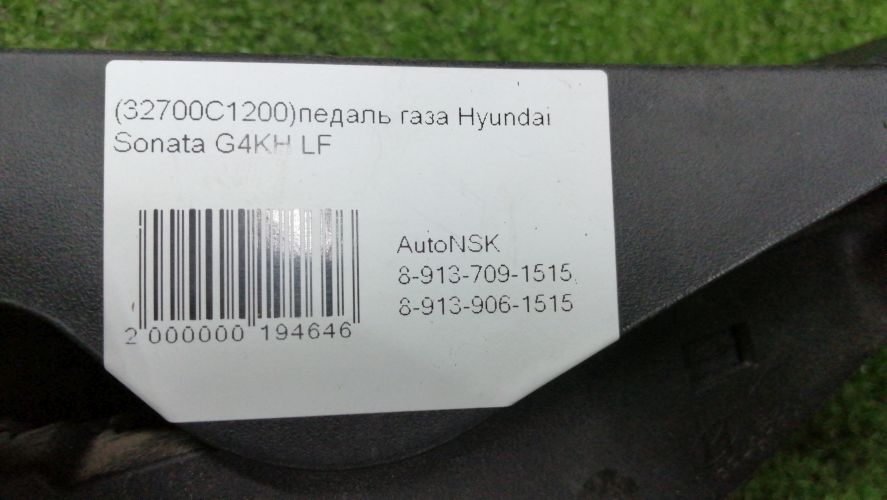 (32700C1200)педаль газа Hyundai
Sonata G4KH LF
AutoNSK
8-913-709-1515
8-913-906-1515
2 000000 194646